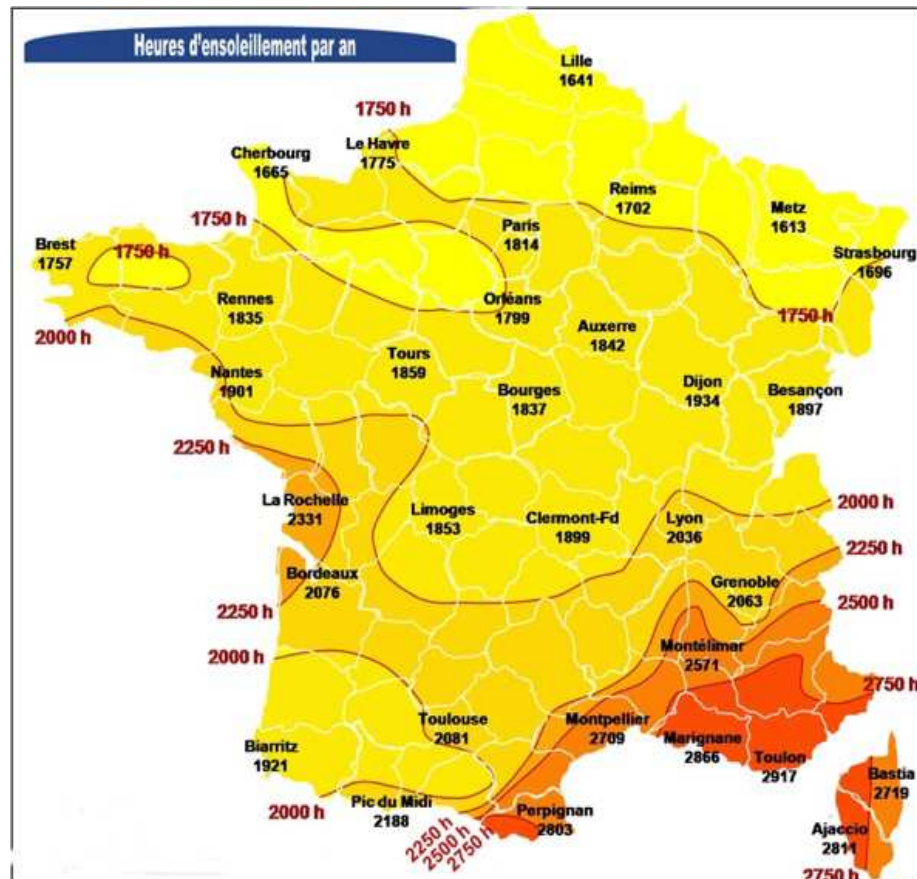 Heures d'ensoleillement par an
Lille
1641
1750 h
Le Havre
1775
Cherbourg
1665
Reims
1702
Metz
1613
1750 h
Paris
1814
Brest
1757
1750 h
Strasbourg
1696
Rennes
1835
Orléans
1799
1750 h
2000 h
Auxerre
1842
Tours
1859
Nantes
1901
Bourges
1837
Dijon
1934
Besançon
1897
2250 h
La Rochelle
2331
Limoges
1853
Clermont-Fd
1899
Lyon
2036
2000 h
2250 h
Bordeaux
2076
Grenoble
2063
2250 h
2500 h
2000 h
Montélimar
2571
2750 h
Toulouse
2081
Montpellier
2709
Marignane
2866
Biarritz
1921
Toulon
2917
Bastia
2719
2000 h
Pic du Midi
2188
Perpignan
2803
2250 h
2500 h
2750 h
Ajaccio
2811
2750 h